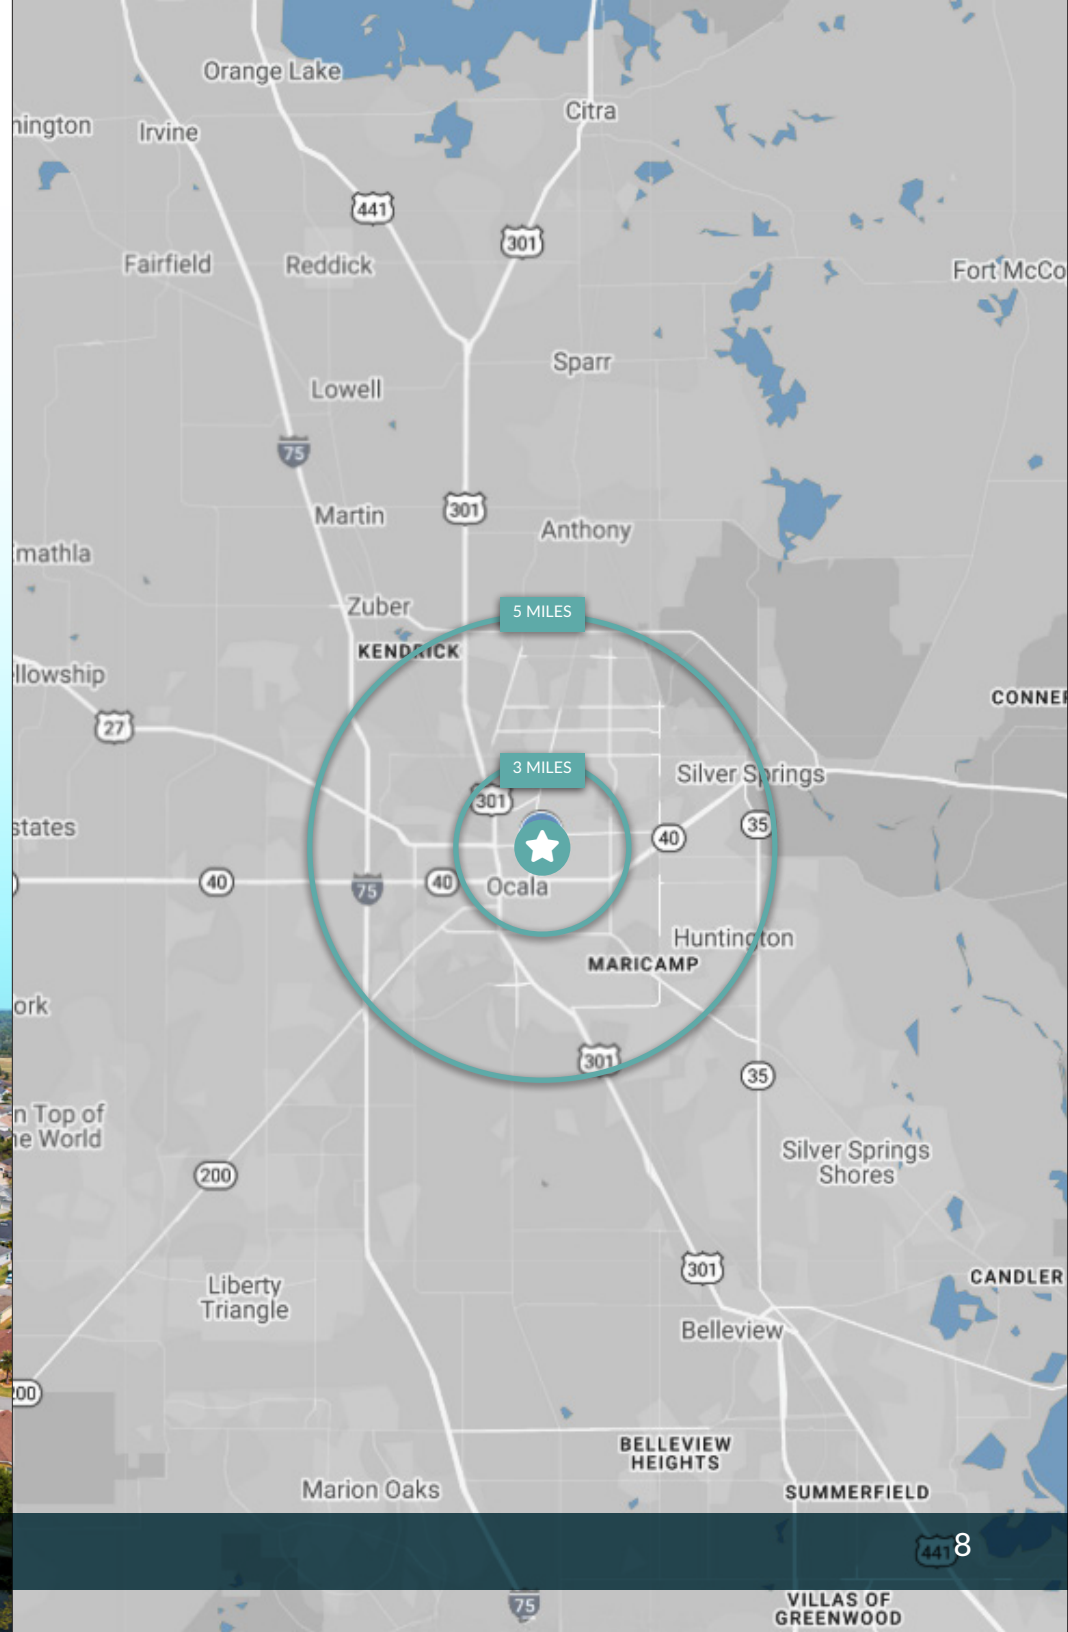 Orange Lake
Citra
nington
Irvine
441
301
Fairfield
Reddick
Fort McCo
Sparr
Lowell
75
301
Martin
Anthony
mathla
5 MILES
Zuber
KENDRICK
llowship
CONNER
27
3 MILES
Silver Springs
301
states
35
40
40
40
75
Ocala
Huntington
MARICAMP
ork
301
35
n Top of
e World
Silver Springs
Shores
200
301
CANDLER
Liberty
Triangle
Belleview
00
BELLEVIEW
HEIGHTS
Marion Oaks
SUMMERFIELD
441
8
75
VILLAS OF
GREENWOOD